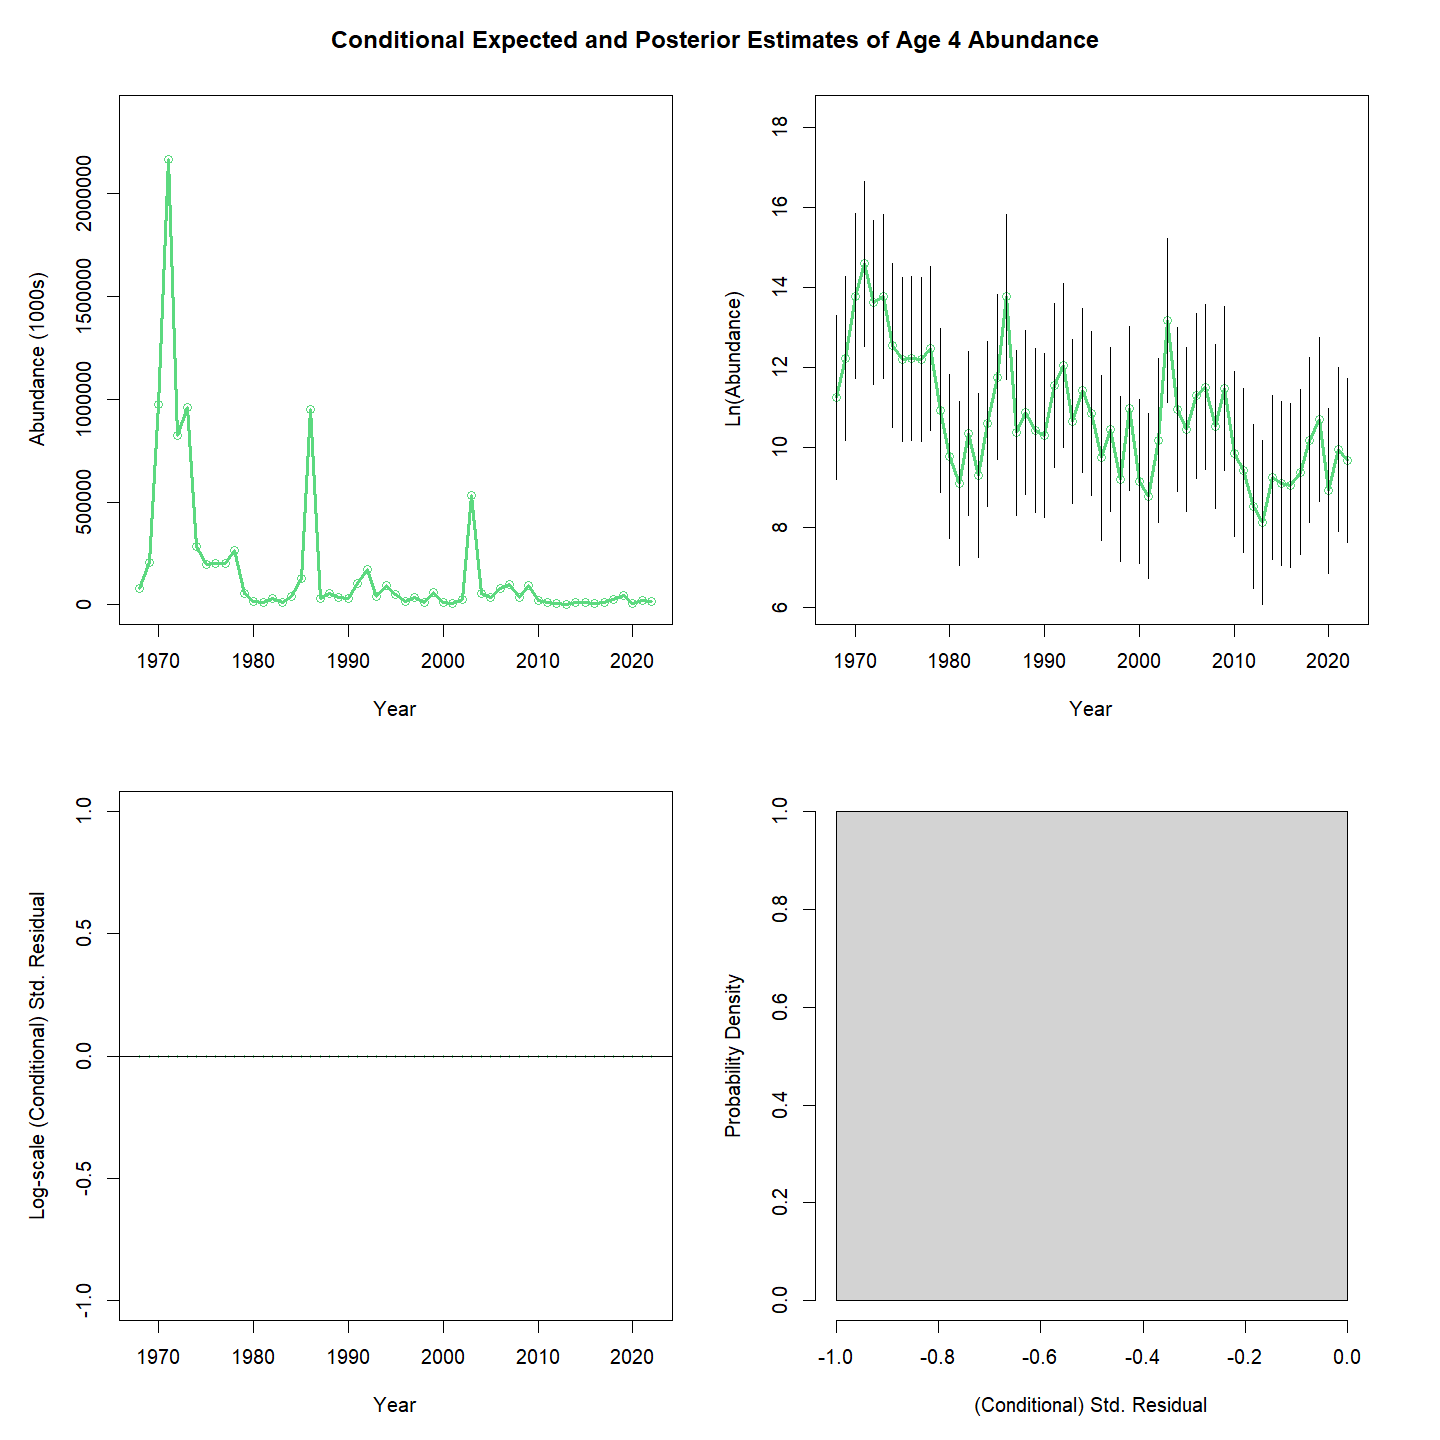 Conditional Expected and Posterior Estimates of Age 4 Abundance
Abundance (1000s)
0
500000
1000000
1500000
2000000
1970 1980 1990 2000 2010 2020
Year
Ln(Abundance)
6
8
10
12
14
16
18
1970 1980 1990 2000 2010 2020
Year
Log-scale (Conditional) Std. Residual
-1.0
-0.5
0.0
0.5
1.0
1970 1980 1990 2000 2010 2020
Year
Probability Density
0.0
0.2
0.4
0.6
0.8
1.0
-1.0 -0.8 -0.6 -0.4 -0.2 0.0
(Conditional) Std. Residual